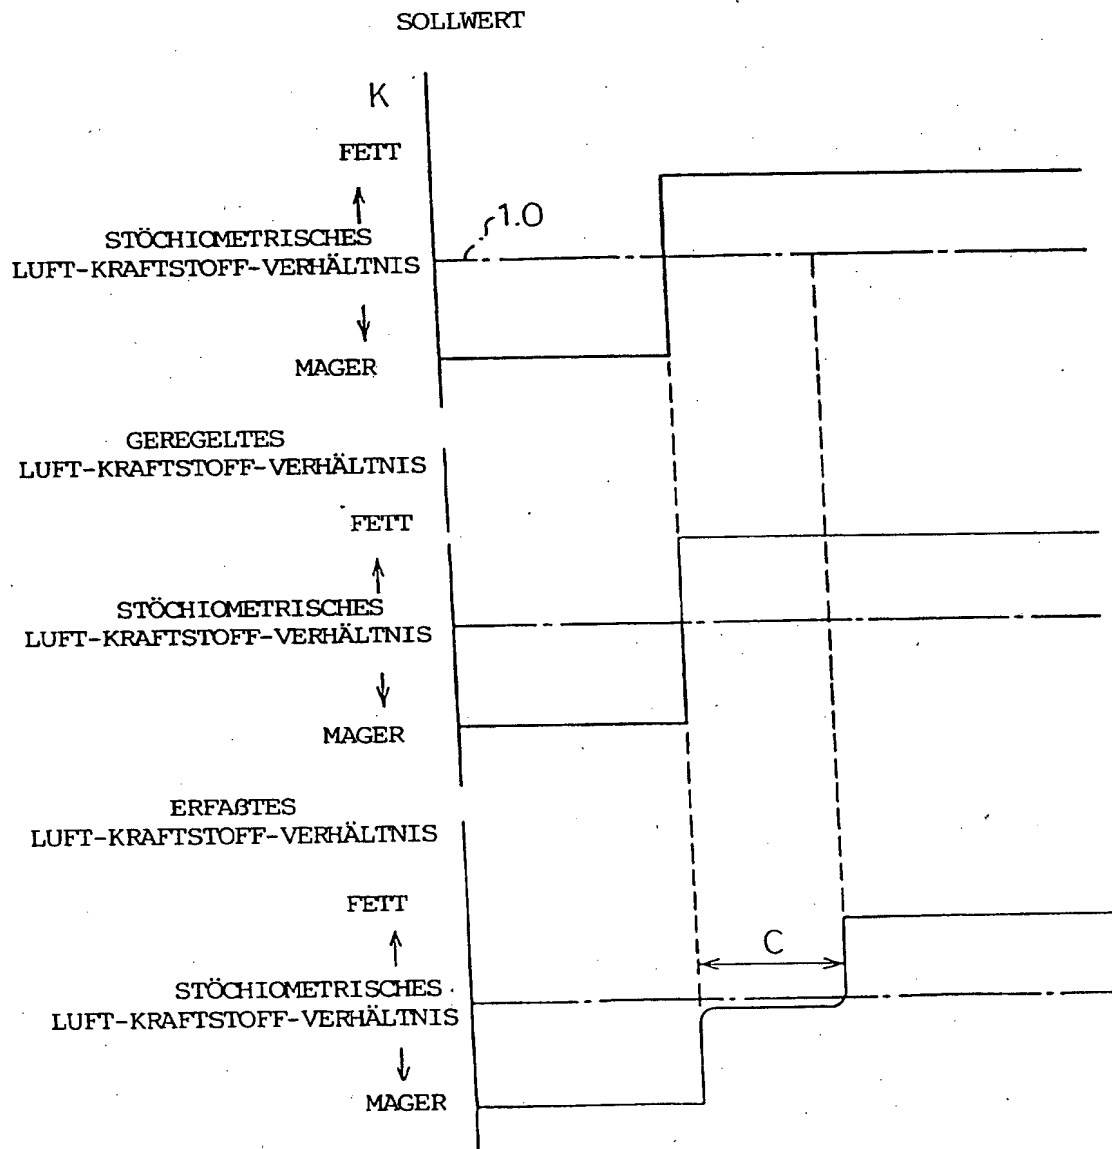 SOLLWERT
K
FETT
1.0
STÖCHIOMETRISCHES
LUFT-KRAFTSTOFF-VERHÄLTNIS
MAGER
GEREGELTES
LUFT-KRAFTSTOFF-VERHÄLTNIS
FETT
STÖCHIOMETRISCHES
LUFT-KRAFTSTOFF-VERHÄLTNIS
MAGER
ERFAßTES
LUFT-KRAFTSTOFF-VERHÄLTNIS
FETT
C
STÖCHIOMETRISCHES
LUFT-KRAFTSTOFF-VERHÄLTNIS
MAGER